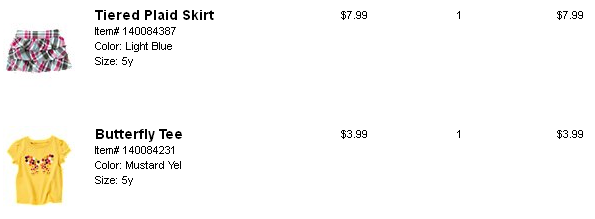 Tiered Plaid Skirt $7.99 1 $7.99
Item# 140084387
Color: Light Blue
Size: 5y
Butterfly Tee $3.99 1 $3.99
Item# 140084231
Color: Mustard Yel
Size: 5y